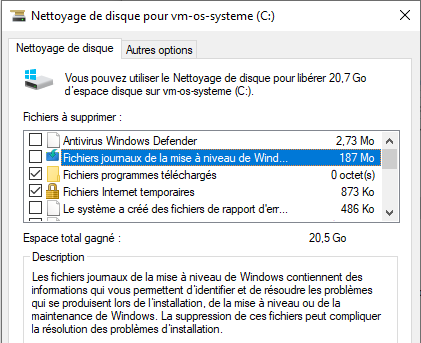 Nettoyage de disque pour vm-os-systeme (C:)
Nettoyage de disque
Autres options
Vous pouvez utiliser le Nettoyage de disque pour libérer 20,7 Go
d'espace disque sur vm-os-systeme (C:).
Fichiers à supprimer :
Antivirus Windows Defender 2,73 Mo
Fichiers journaux de la mise à niveau de Wind... 187 Mo
Fichiers programmes téléchargés 0 octet(s)
Fichiers Internet temporaires 873 Ko
Le système a créé des fichiers de rapport d'err... 486 Ko
Espace total gagné : 20,5 Go
Description
Les fichiers journaux de la mise à niveau de Windows contiennent des
informations qui vous permettent d'identifier et de résoudre les problèmes
qui se produisent lors de l'installation, de la mise à niveau ou de la
maintenance de Windows. La suppression de ces fichiers peut compliquer
la résolution des problèmes d'installation.